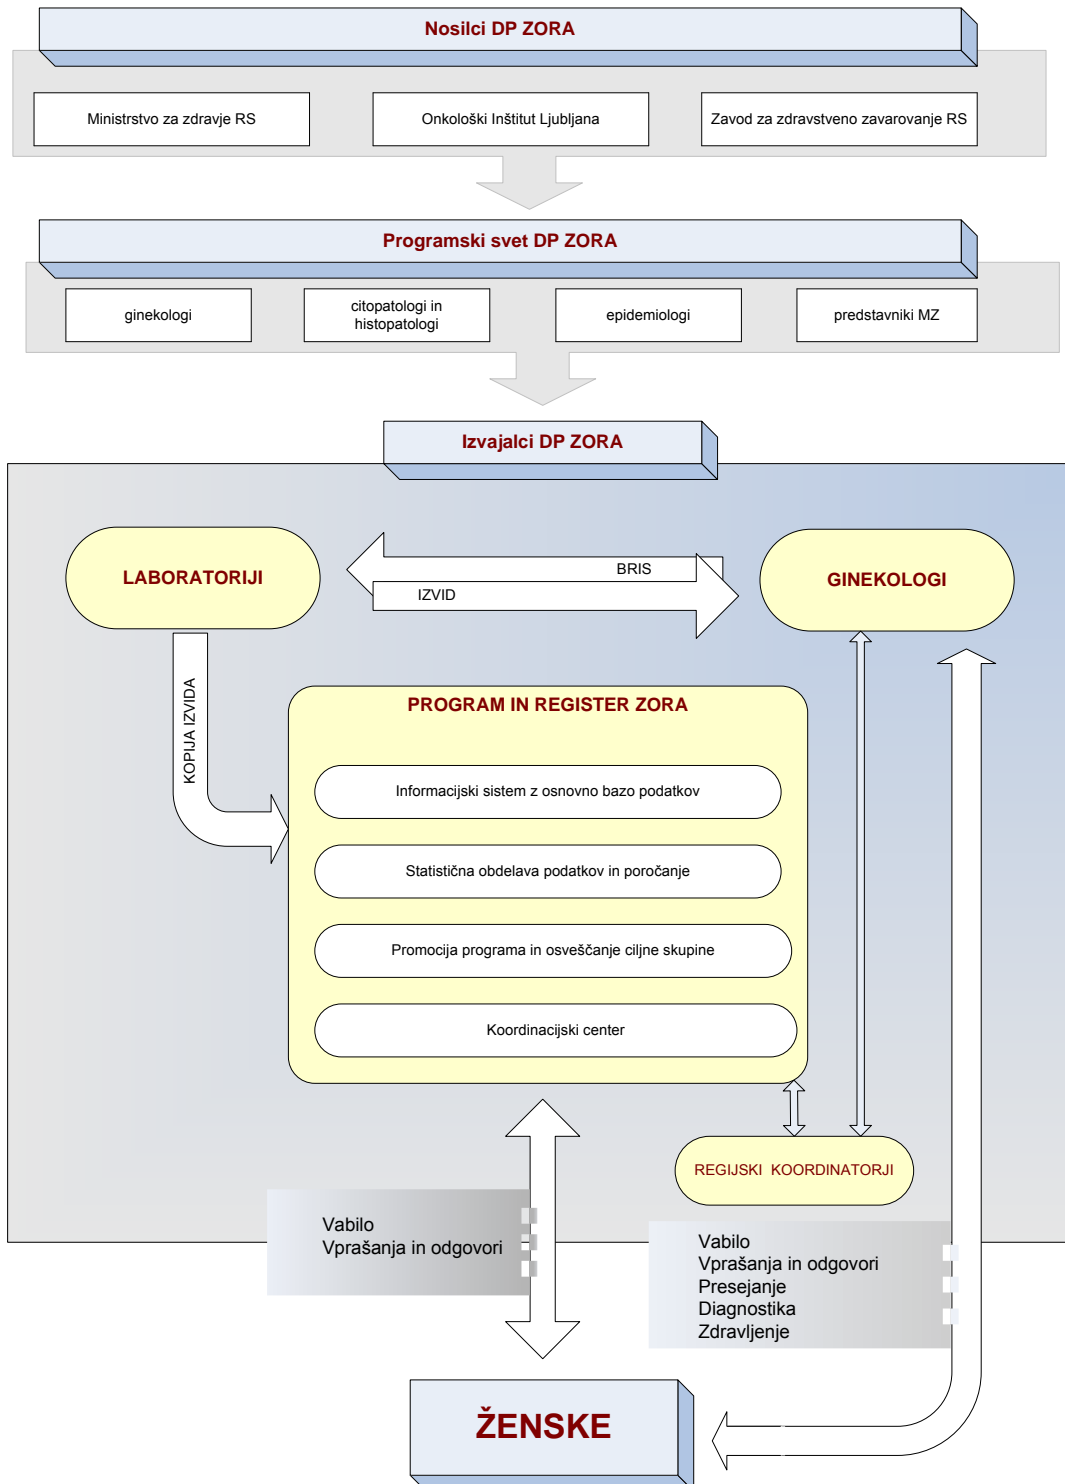 Nosilci DP ZORA
Ministrstvo za zdravje RS
Onkološki Inštitut Ljubljana
Zavod za zdravstveno zavarovanje RS
Programski svet DP ZORA
ginekologi
citopatologi in
histopatologi
epidemiologi
predstavniki MZ
Izvajalci DP ZORA
LABORATORIJI
BRIS
IZVID
GINEKOLOGI
KOPIJA IZVIDA
PROGRAM IN REGISTER ZORA
Informacijski sistem z osnovno bazo podatkov
Statistična obdelava podatkov in poročanje
Promocija programa in osveščanje ciljne skupine
Koordinacijski center
REGIJSKI KOORDINATORJI
Vabilo
Vprašanja in odgovori
Vabilo
Vprašanja in odgovori
Presejanje
Diagnostika
Zdravljenje
ŽENSKE